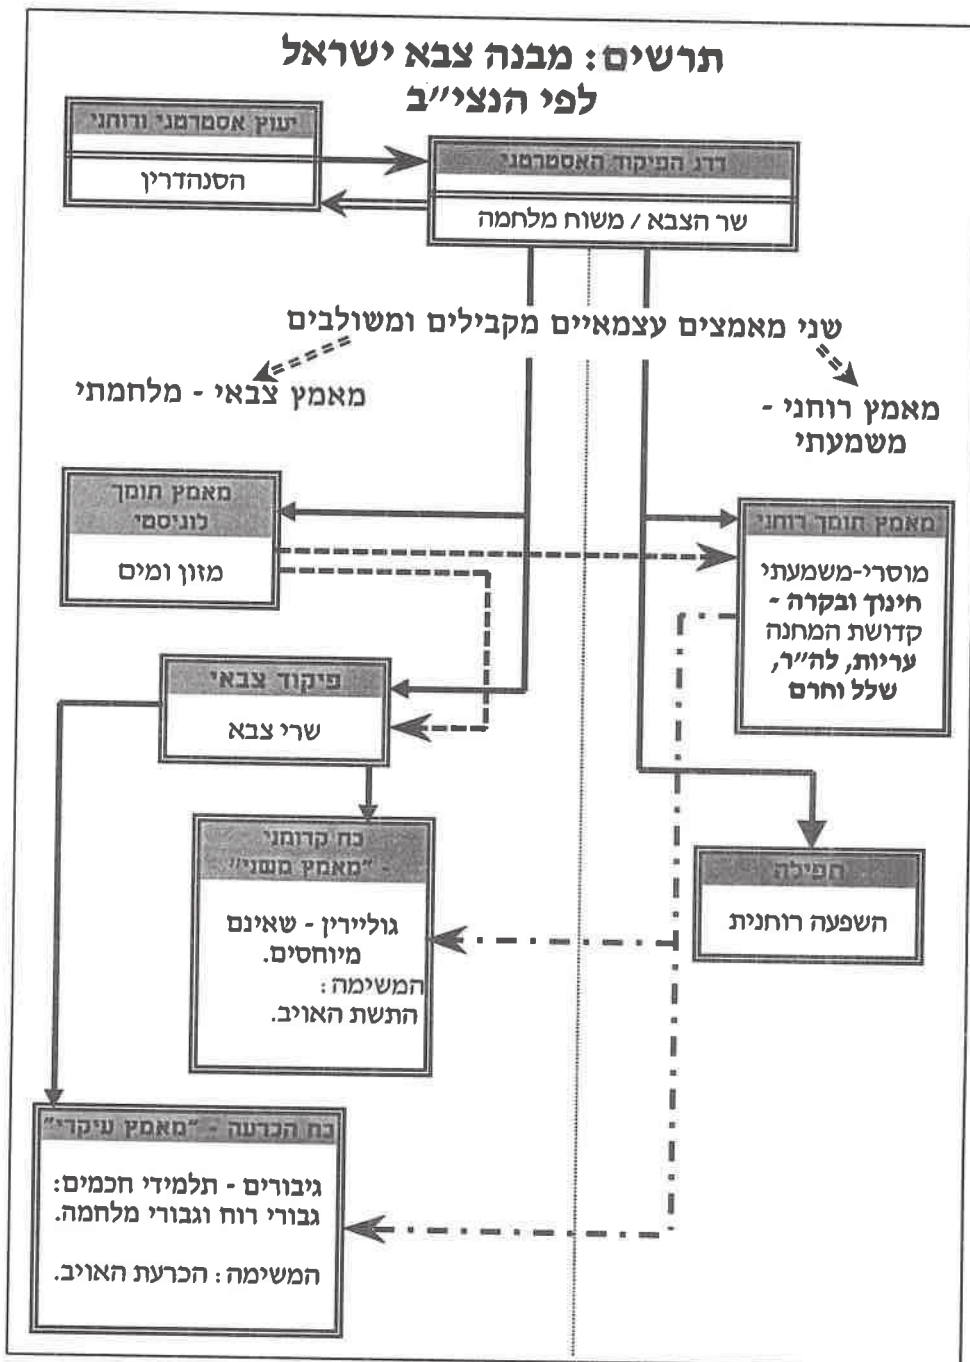 תרשים: מבנה צבא ישראל
לפי הנצי״ב
יעוץ אסטרטגי ורוחני
הסנהדרין
דרג הפיקוד האסטרטגי
שר הצבא / משוח מלחמה
שני מאמצים עצמאיים מקבילים ומשולבים
מאמץ רוחני -
משמעתי
מאמץ צבאי - מלחמתי
מאמץ תומך רוחני
מוסרי-משמעתי
חינוך ובקרה -
קדושת המחנה
עריות, לה״ר,
שלל וחרם
מאמץ תומך
לוגיסטי
מזון ומים
פיקוד צבאי
שרי צבא
תפילה
השפעה רוחנית
כח קדומני
- ״מאמץ משני״
גוליירין - שאינם
מיוחסים.
המשימה:
התשת האויב.
כח הכרעה - ״מאמץ עיקרי״
גיבורים - תלמידי חכמים:
גבורי רוח וגבורי מלחמה.
המשימה: הכרעת האויב.